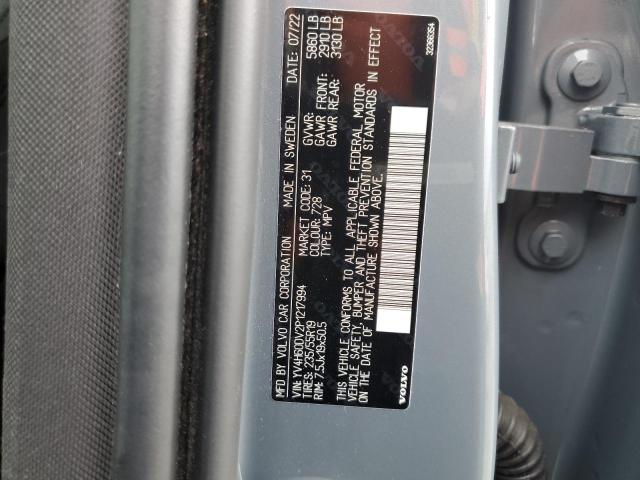 MFD BY VOLVO CAR CORPORATION MADE IN SWEDEN DATE: 07/22
MARKET CODE: 31 GVWR: 5860 LB
COLOUR: 728 GAWR FRONT: 2910 LB
TYPE: MPV GAWR REAR: 3130 LB
VIN: YV4H600V2P1217994
TIRES: 235/55R19
RIM: 7.5Jx19x50.5
THIS VEHICLE CONFORMS TO ALL APPLICABLE FEDERAL MOTOR
VEHICLE SAFETY, BUMPER AND THEFT PREVENTION STANDARDS IN EFFECT
ON THE DATE OF MANUFACTURE SHOWN ABOVE.
VOLVO
32366354